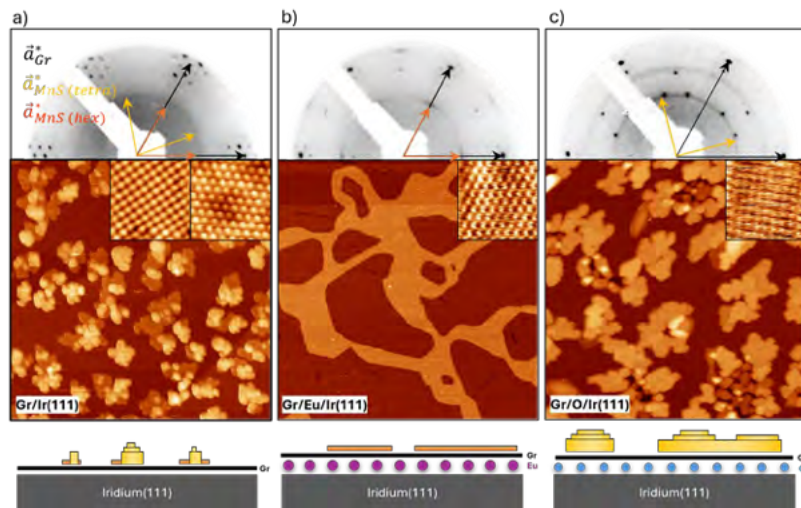 a)
b)
c)
a*Gr
a*MnS (tetra)
a*MnS (hex)
Gr/Ir(111)
Gr/Eu/Ir(111)
Gr/O/Ir(111)
Gr
Iridium(111)
Gr
Eu
Iridium(111)
Gr
Iridium(111)